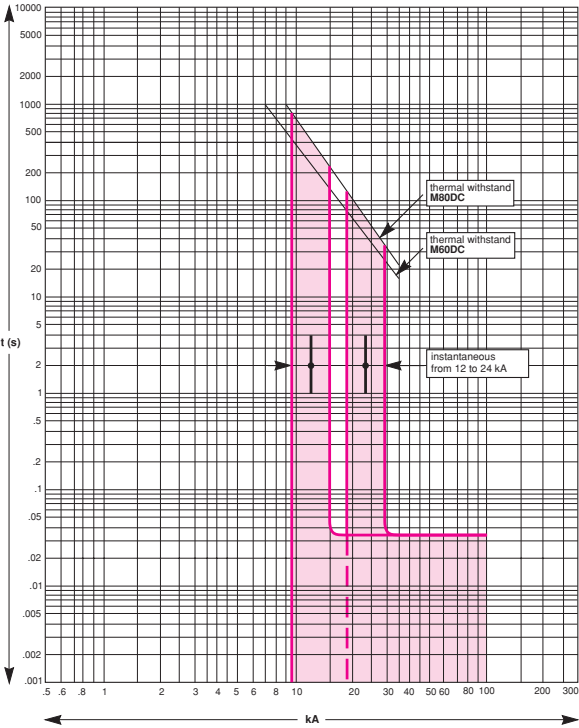 10000
5000
2000
1000
500
200
100
50
20
10
5
2
1
.5
.2
.1
.05
.02
.01
.005
.002
.001
t (s)
thermal withstand
M80DC
thermal withstand
M60DC
instantaneous
from 12 to 24 kA
.5 .6 .8 1 2 3 4 5 6 8 10 20 30 40 50 60 80 100 200 300
kA